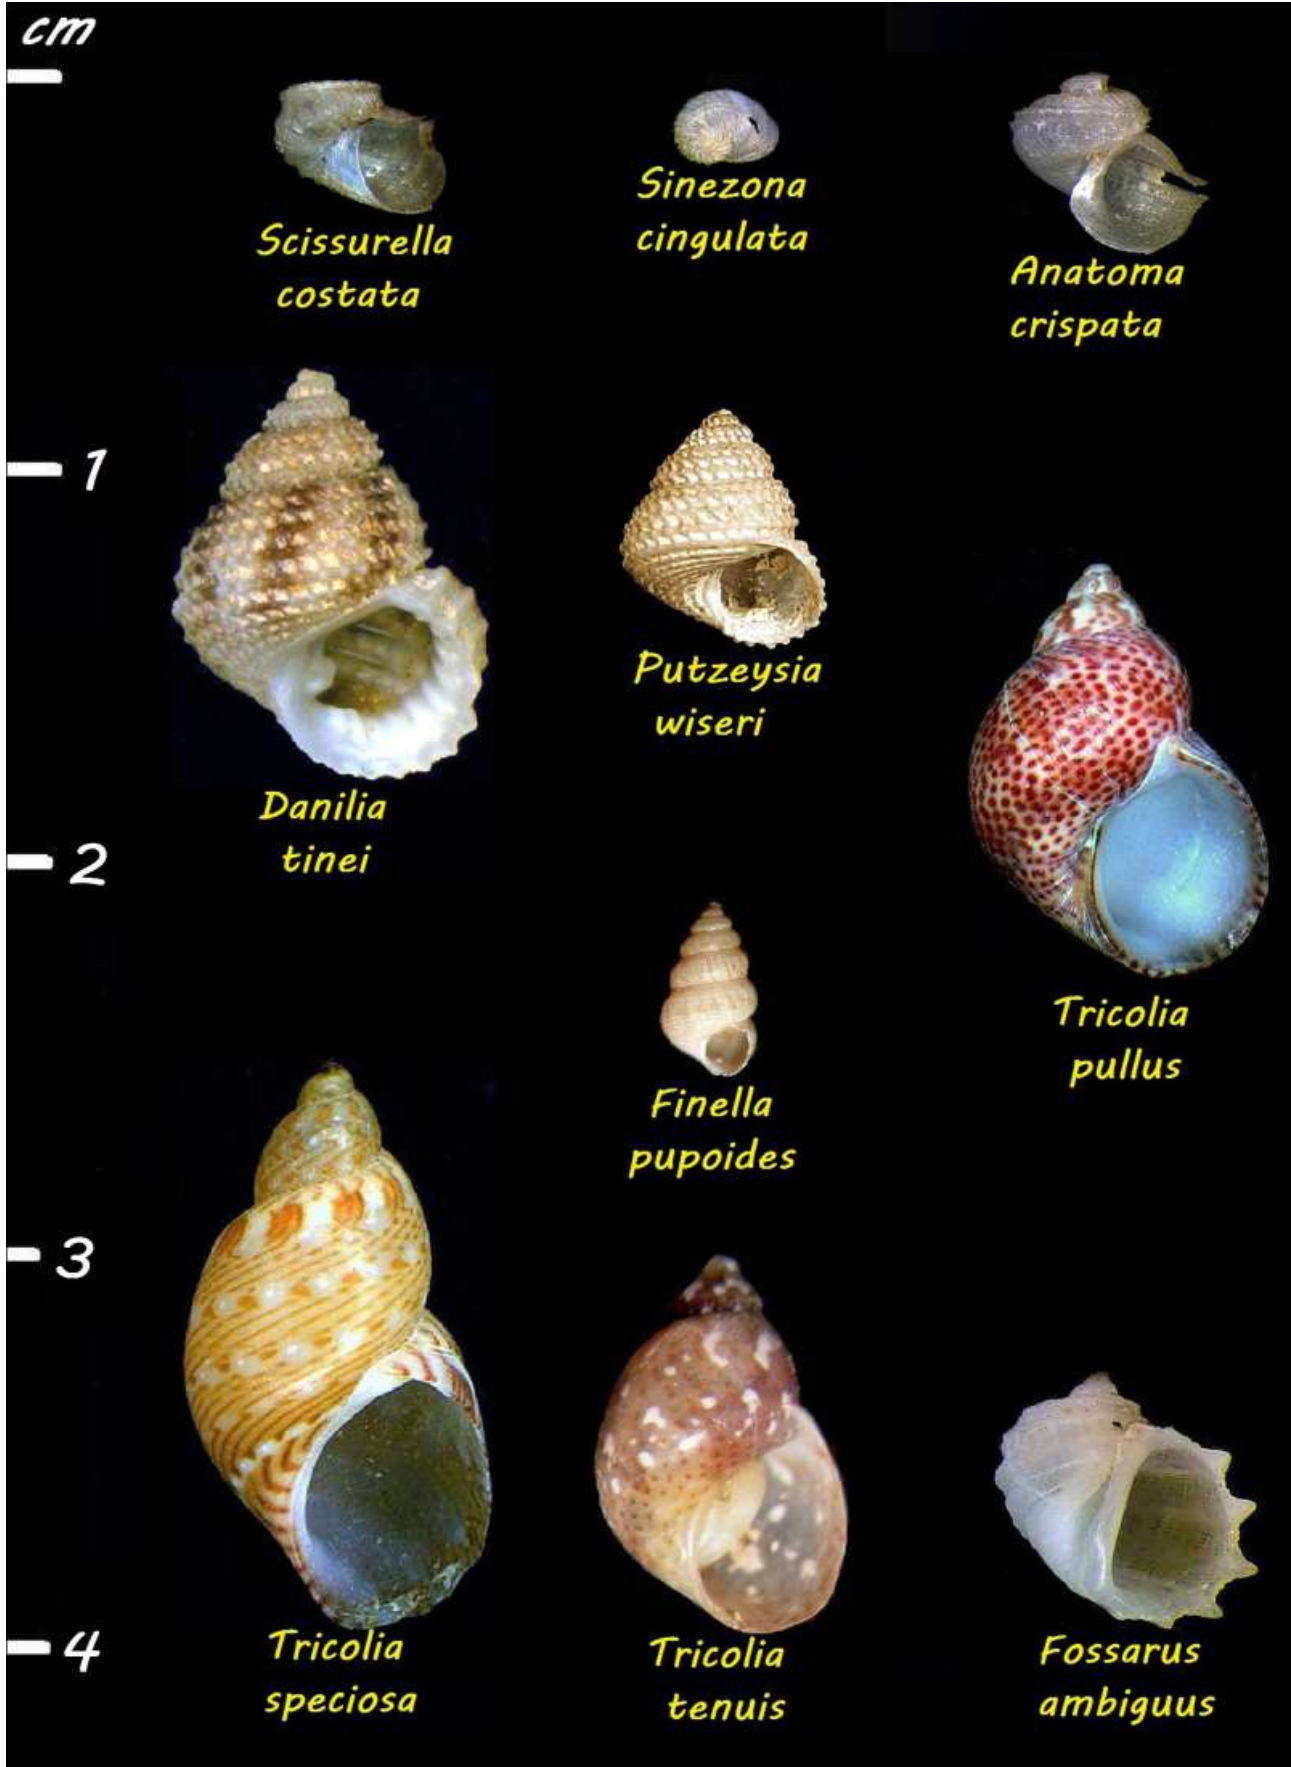 cm
Scissurella
costata
Sinezona
cingulata
Anatoma
crispata
1
Danilia
tinei
Putzeysia
wiseri
2
Tricolia
pullus
Finella
pupoides
3
Tricolia
speciosa
Tricolia
tenuis
Fossarus
ambiguus
4